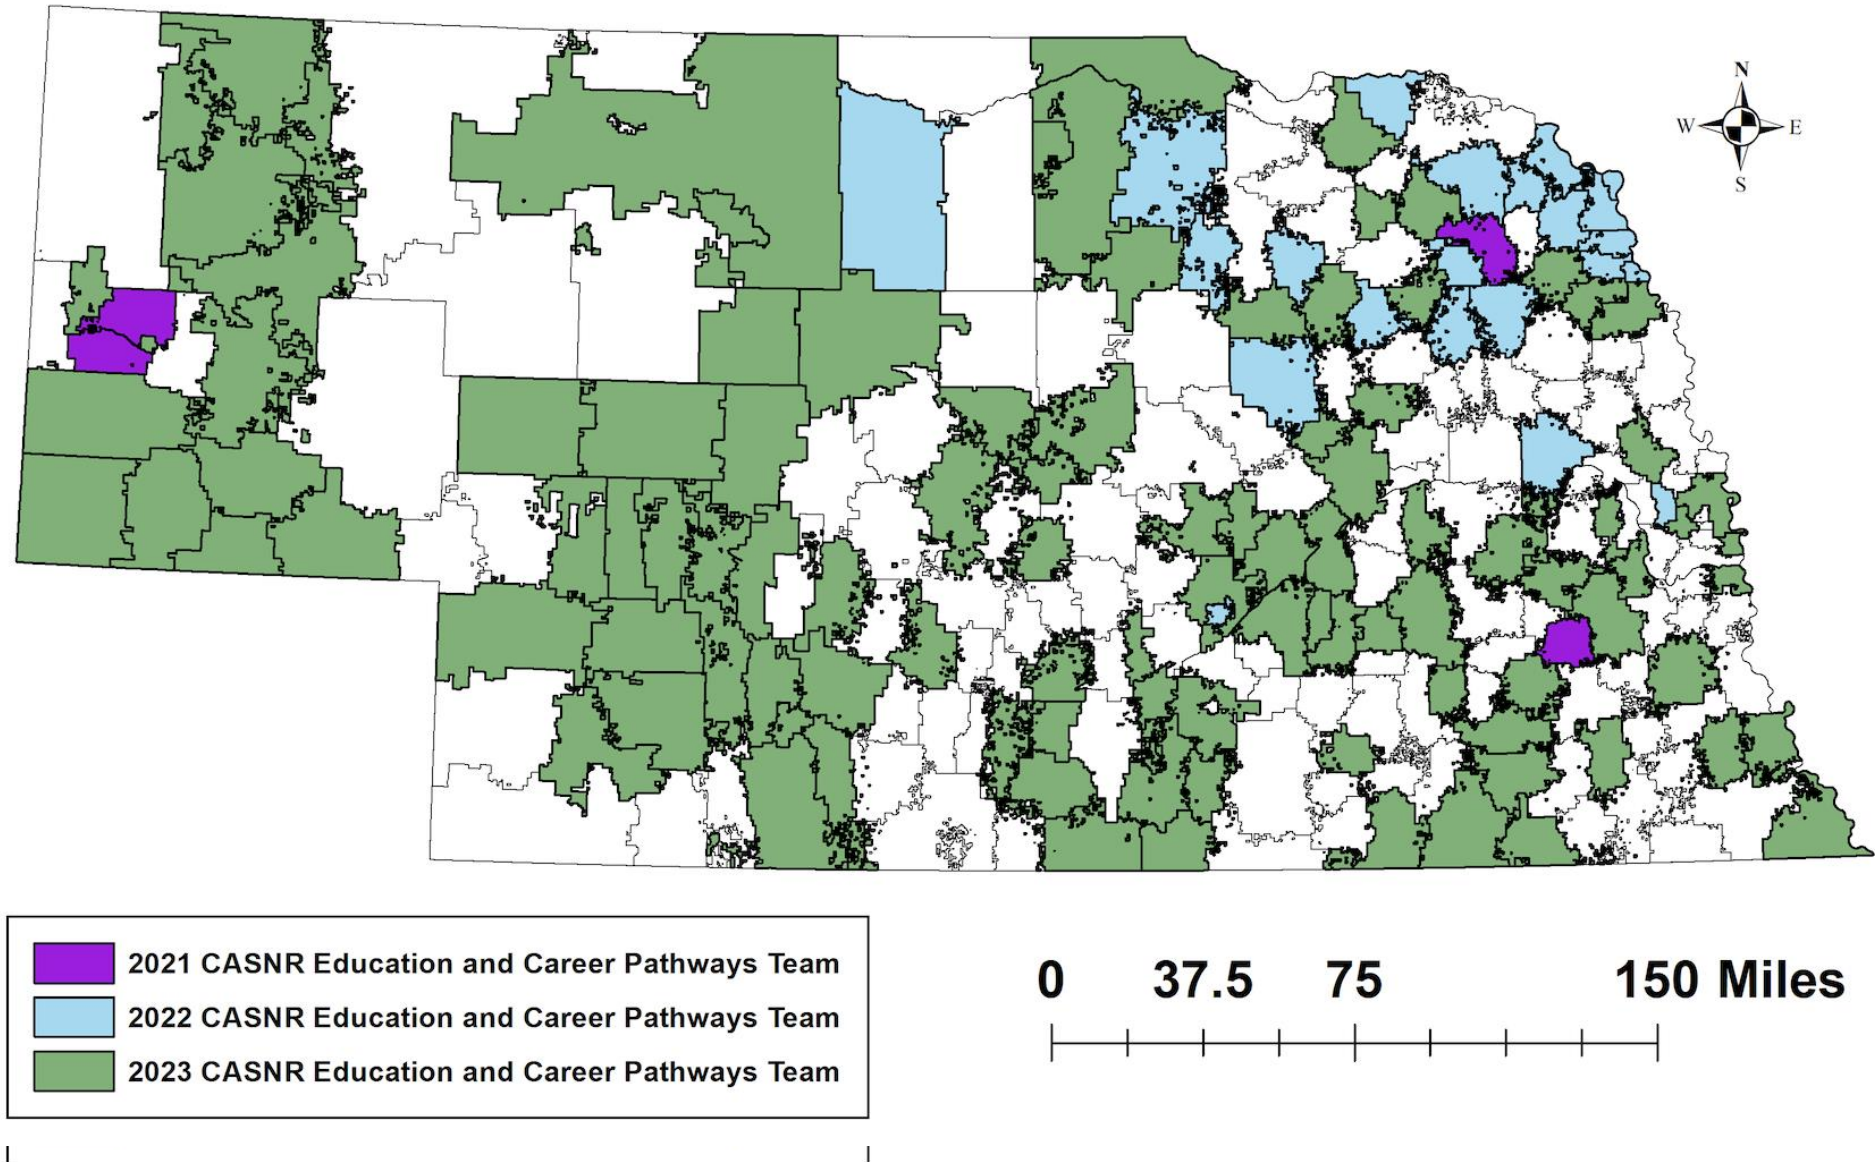 N
W E
S
2021 CASNR Education and Career Pathways Team
2022 CASNR Education and Career Pathways Team
2023 CASNR Education and Career Pathways Team
0 37.5 75 150 Miles